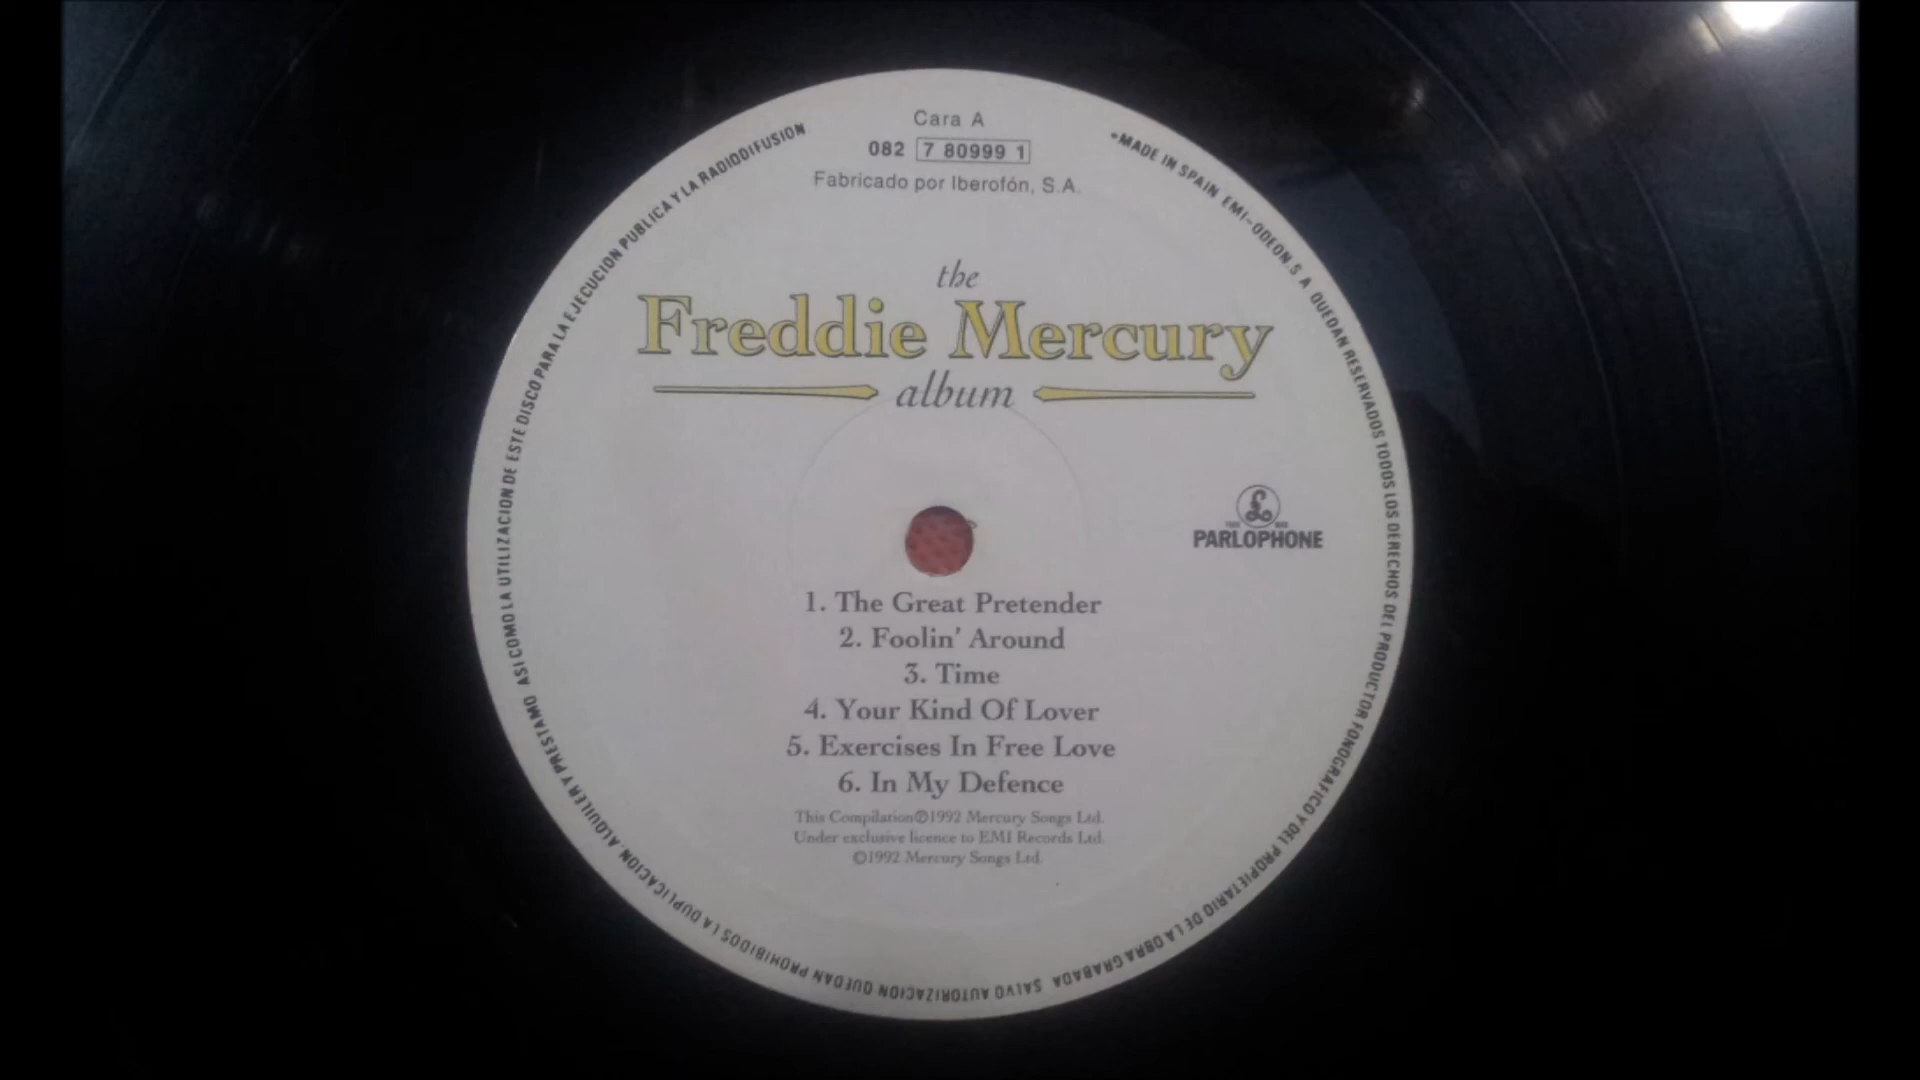 Cara A
082 7 80999 1
Fabricado por Iberofón, S.A.
the
Freddie Mercury
album
£
PARLOPHONE
1. The Great Pretender
2. Foolin' Around
3. Time
4. Your Kind Of Lover
5. Exercises In Free Love
6. In My Defence
This Compilation℗1992 Mercury Songs Ltd.
Under exclusive licence to EMI Records Ltd.
©1992 Mercury Songs Ltd.
•MADE IN SPAIN EMI-ODEON.S A QUEDAN RESERVADOS TODOS LOS DERECHOS DEL PRODUCTOR FONOGRAFICO Y DEL PROPIETARIO DE LA OBRA GRABADA SALVO AUTORIZACION QUEDAN PROHIBIDOS LA DUPLICACION. ALQUILER Y PRESTAMO ASI COMO LA UTILIZACION DE ESTE DISCO PARA LA EJECUCION PUBLICA Y LA RADIODIFUSION